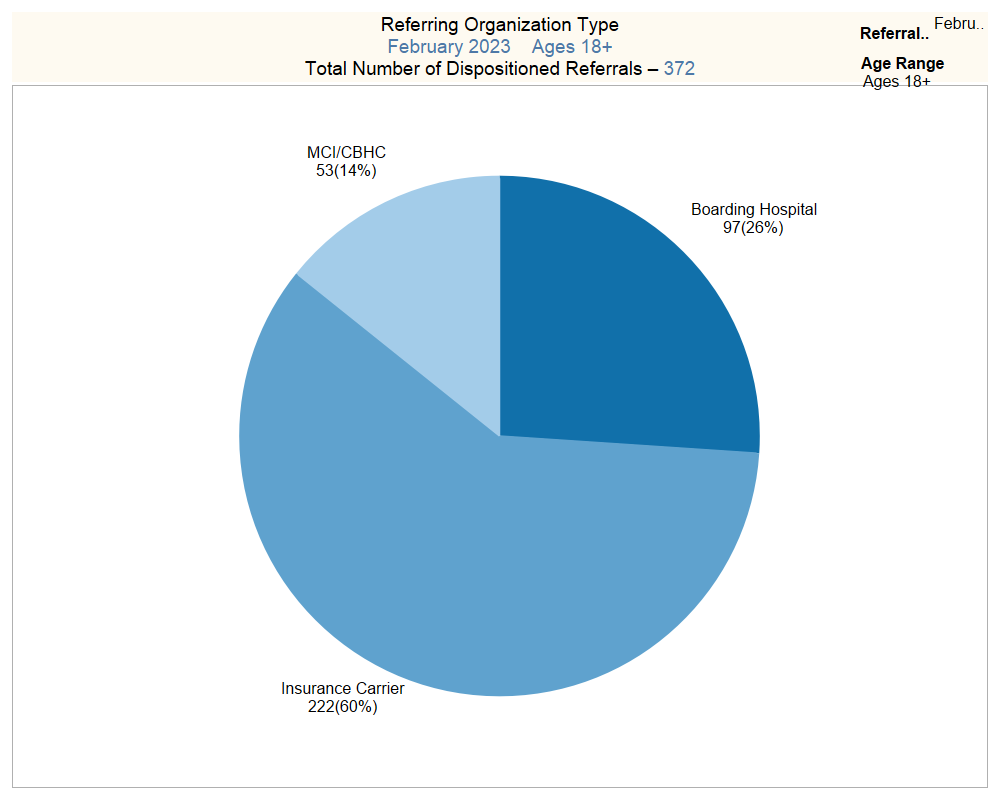 Referring Organization Type
February 2023 Ages 18+
Total Number of Dispositioned Referrals – 372
Referral.. Febru..
Age Range
Ages 18+
MCI/CBHC
53(14%)
Boarding Hospital
97(26%)
Insurance Carrier
222(60%)